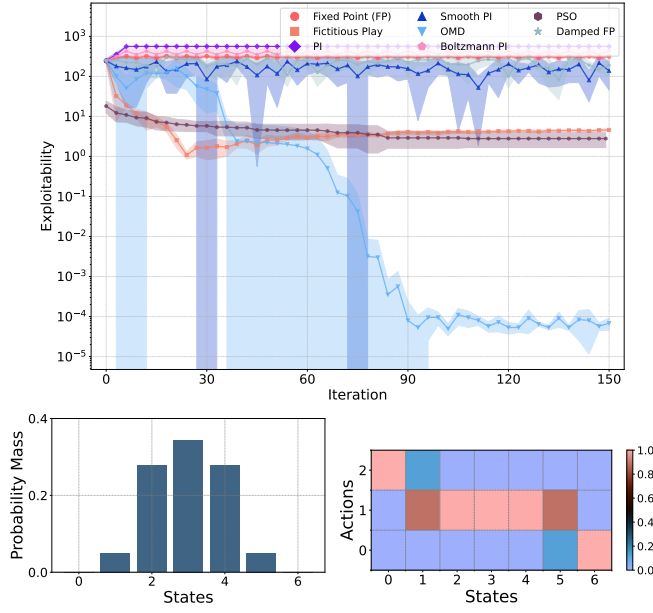 Fixed Point (FP)
Fictitious Play
PI
Smooth PI
OMD
Boltzmann PI
PSO
Damped FP
Exploitability
10³
10²
10¹
10⁰
10⁻¹
10⁻²
10⁻³
10⁻⁴
10⁻⁵
0 30 60 90 120 150
Iteration
Probability Mass
0.4
0.2
0.0
0 2 4 6
States
Actions
2
1
0
0 1 2 3 4 5 6
States
1.0
0.8
0.6
0.4
0.2
0.0